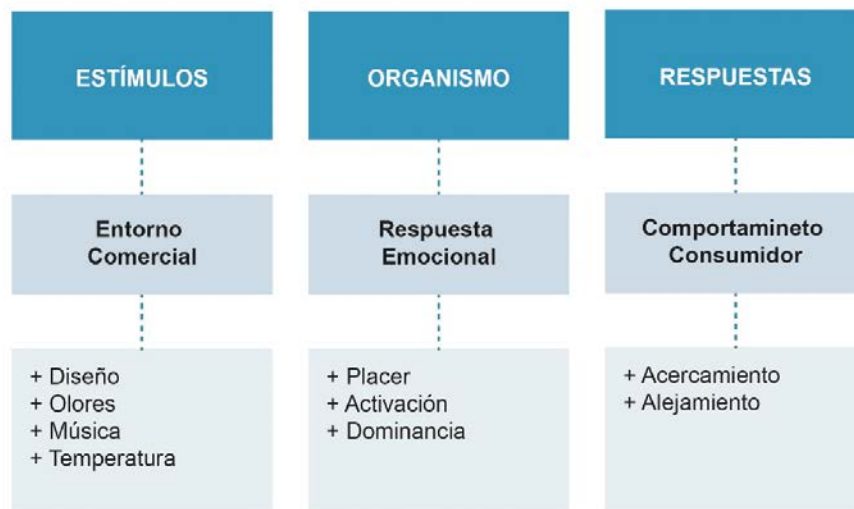 ESTÍMULOS
Entorno
Comercial
+ Diseño
+ Olores
+ Música
+ Temperatura
ORGANISMO
Respuesta
Emocional
+ Placer
+ Activación
+ Dominancia
RESPUESTAS
Comportamineto
Consumidor
+ Acercamiento
+ Alejamiento